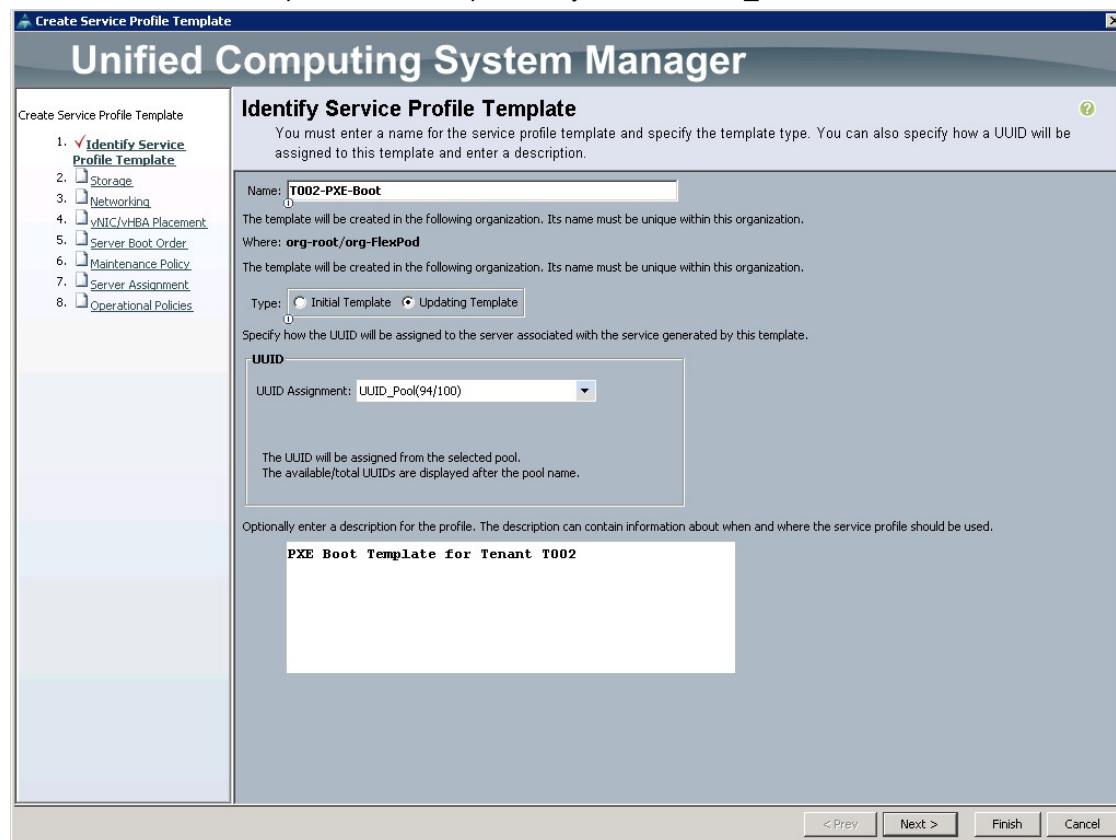 Create Service Profile Template
Unified Computing System Manager
Create Service Profile Template
1. Identify Service
Profile Template
2. Storage
3. Networking
4. vNIC/vHBA Placement
5. Server Boot Order
6. Maintenance Policy
7. Server Assignment
8. Operational Policies
Identify Service Profile Template
You must enter a name for the service profile template and specify the template type. You can also specify how a UUID will be
assigned to this template and enter a description.
Name: T002-PXE-Boot
The template will be created in the following organization. Its name must be unique within this organization.
Where: org-root/org-FlexPod
The template will be created in the following organization. Its name must be unique within this organization.
Type: Initial Template Updating Template
Specify how the UUID will be assigned to the server associated with the service generated by this template.
UUID
UUID Assignment: UUID_Pool(94/100)
The UUID will be assigned from the selected pool.
The available/total UUIDs are displayed after the pool name.
Optionally enter a description for the profile. The description can contain information about when and where the service profile should be used.
PXE Boot Template for Tenant T002
< Prev Next > Finish Cancel